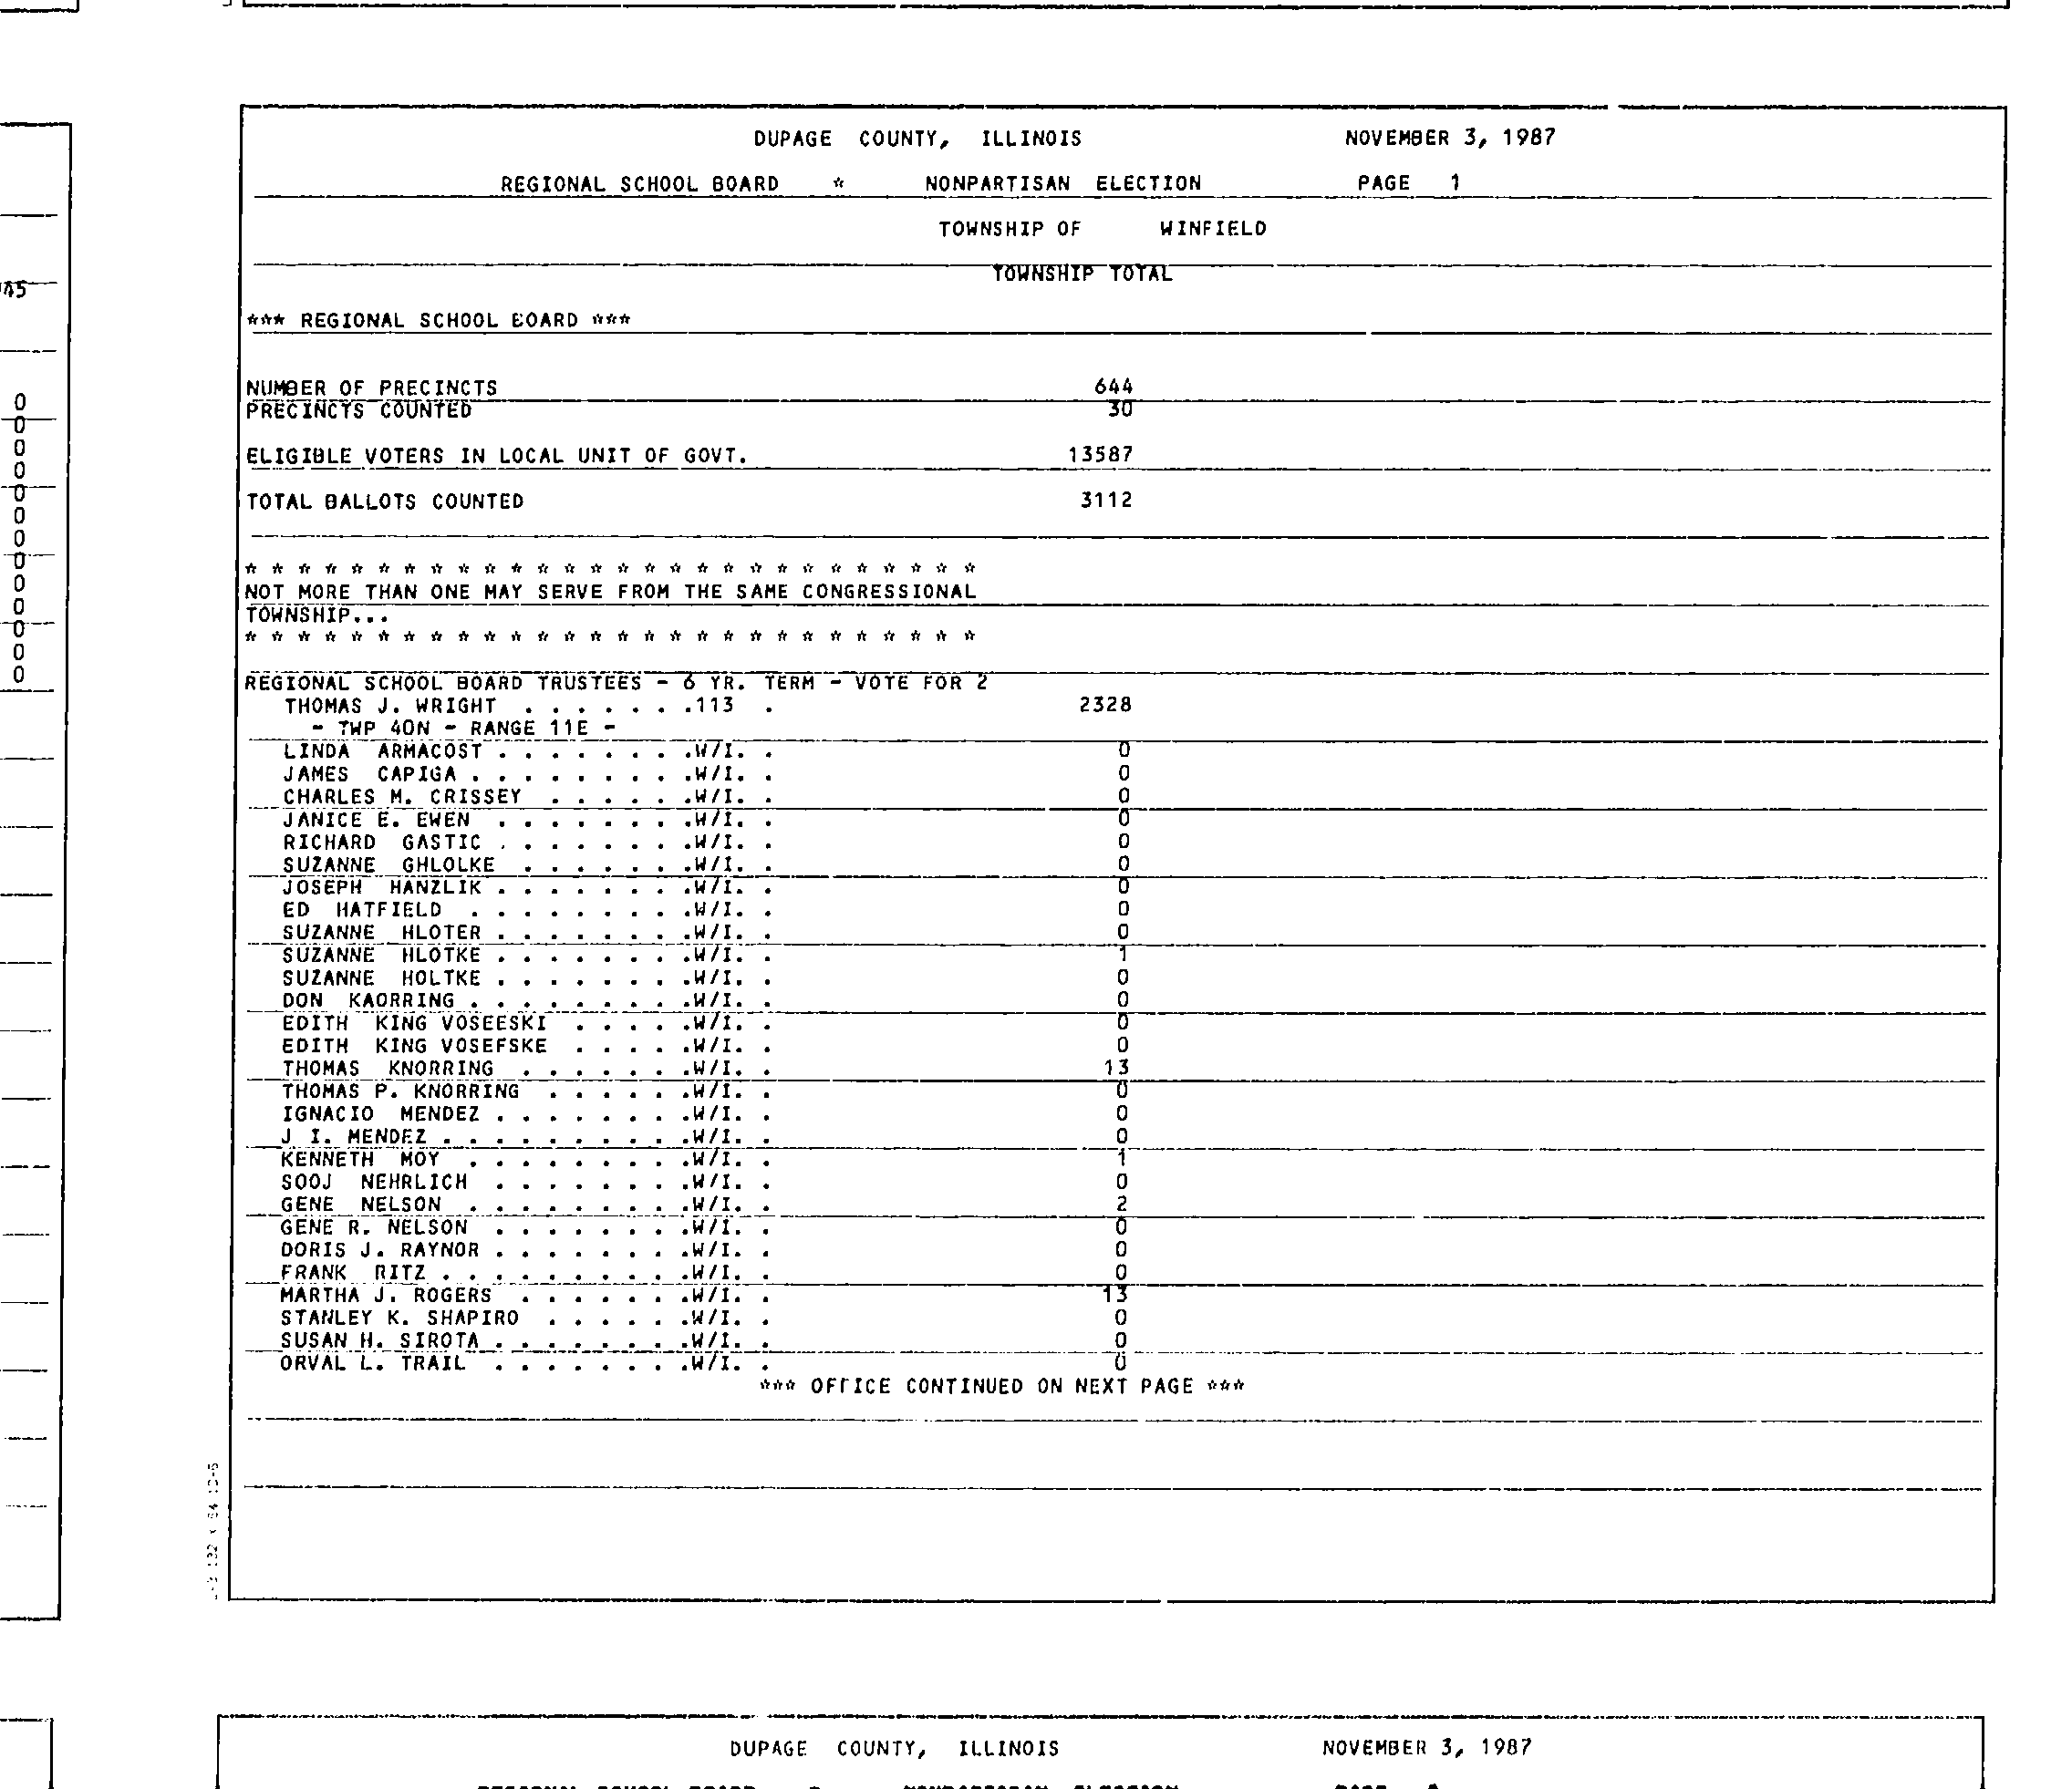 DUPAGE COUNTY, ILLINOIS NOVEMBER 3, 1987
REGIONAL SCHOOL BOARD * NONPARTISAN ELECTION PAGE 1
TOWNSHIP OF WINFIELD
TOWNSHIP TOTAL
*** REGIONAL SCHOOL BOARD ***
NUMBER OF PRECINCTS 644
PRECINCTS COUNTED 30
ELIGIBLE VOTERS IN LOCAL UNIT OF GOVT. 13587
TOTAL BALLOTS COUNTED 3112
* * * * * * * * * * * * * * * * * * * * * * * * * * * *
NOT MORE THAN ONE MAY SERVE FROM THE SAME CONGRESSIONAL
TOWNSHIP...
* * * * * * * * * * * * * * * * * * * * * * * * * * * *
REGIONAL SCHOOL BOARD TRUSTEES - 6 YR. TERM - VOTE FOR 2
THOMAS J. WRIGHT . . . . . . .113 . 2328
- TWP 40N - RANGE 11E -
LINDA ARMACOST . . . . . . . .W/I. . 0
JAMES CAPIGA . . . . . . . . .W/I. . 0
CHARLES M. CRISSEY . . . . . .W/I. . 0
JANICE E. EWEN . . . . . . . .W/I. . 0
RICHARD GASTIC . . . . . . . .W/I. . 0
SUZANNE GHLOLKE . . . . . . .W/I. . 0
JOSEPH HANZLIK . . . . . . . .W/I. . 0
ED HATFIELD . . . . . . . . .W/I. . 0
SUZANNE HLOTER . . . . . . . .W/I. . 0
SUZANNE HLOTKE . . . . . . . .W/I. . 1
SUZANNE HOLTKE . . . . . . . .W/I. . 0
DON KAORRING . . . . . . . . .W/I. . 0
EDITH KING VOSEESKI . . . . .W/I. . 0
EDITH KING VOSEFSKE . . . . .W/I. . 0
THOMAS KNORRING . . . . . . .W/I. . 13
THOMAS P. KNORRING . . . . . .W/I. . 0
IGNACIO MENDEZ . . . . . . . .W/I. . 0
J I. MENDEZ . . . . . . . . . .W/I. . 0
KENNETH MOY . . . . . . . . .W/I. . 1
SOOJ NEHRLICH . . . . . . . .W/I. . 0
GENE NELSON . . . . . . . . .W/I. . 2
GENE R. NELSON . . . . . . . .W/I. . 0
DORIS J. RAYNOR . . . . . . . .W/I. . 0
FRANK RITZ . . . . . . . . . .W/I. . 0
MARTHA J. ROGERS . . . . . . .W/I. . 13
STANLEY K. SHAPIRO . . . . . .W/I. . 0
SUSAN H. SIROTA . . . . . . . .W/I. . 0
ORVAL L. TRAIL . . . . . . . .W/I. . 0
*** OFFICE CONTINUED ON NEXT PAGE ***
0
0
0
0
0
0
0
0
0
0
0
0
0
DUPAGE COUNTY, ILLINOIS NOVEMBER 3, 1987